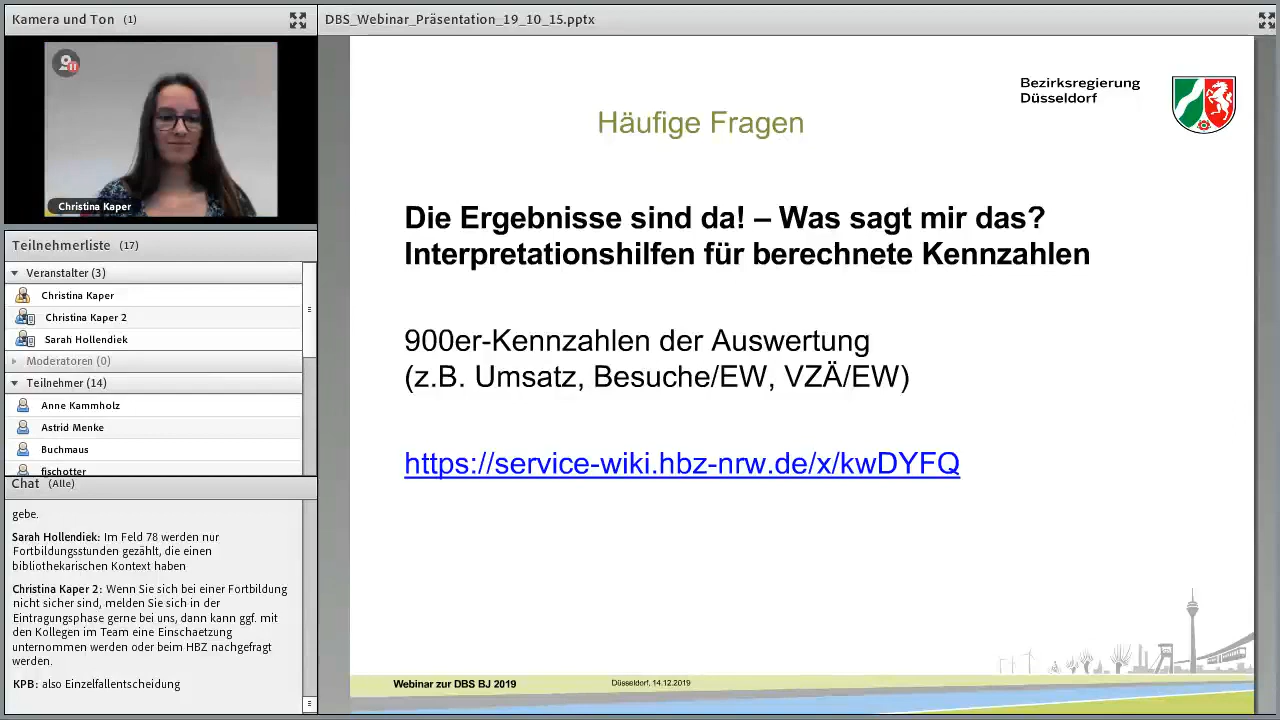 Kamera und Ton (1)
Christina Kaper
Teilnehmerliste (17)
Veranstalter (3)
Christina Kaper
Christina Kaper 2
Sarah Hollendiek
Moderatoren (0)
Teilnehmer (14)
Anne Kammholz
Astrid Menke
Buchmaus
fischotter
Chat (Alle)
gebe.
Sarah Hollendiek: Im Feld 78 werden nur
Fortbildungsstunden gezählt, die einen
bibliothekarischen Kontext haben
Christina Kaper 2: Wenn Sie sich bei einer Fortbildung
nicht sicher sind, melden Sie sich in der
Eintragungsphase gerne bei uns, dann kann ggf. mit
den Kollegen im Team eine Einschaetzung
unternommen werden oder beim HBZ nachgefragt
werden.
KPB: also Einzelfallentscheidung
DBS_Webinar_Präsentation_19_10_15.pptx
Bezirksregierung
Düsseldorf
Häufige Fragen
Die Ergebnisse sind da! – Was sagt mir das?
Interpretationshilfen für berechnete Kennzahlen
900er-Kennzahlen der Auswertung
(z.B. Umsatz, Besuche/EW, VZÄ/EW)
https://service-wiki.hbz-nrw.de/x/kwDYFQ
Webinar zur DBS BJ 2019
Düsseldorf, 14.12.2019